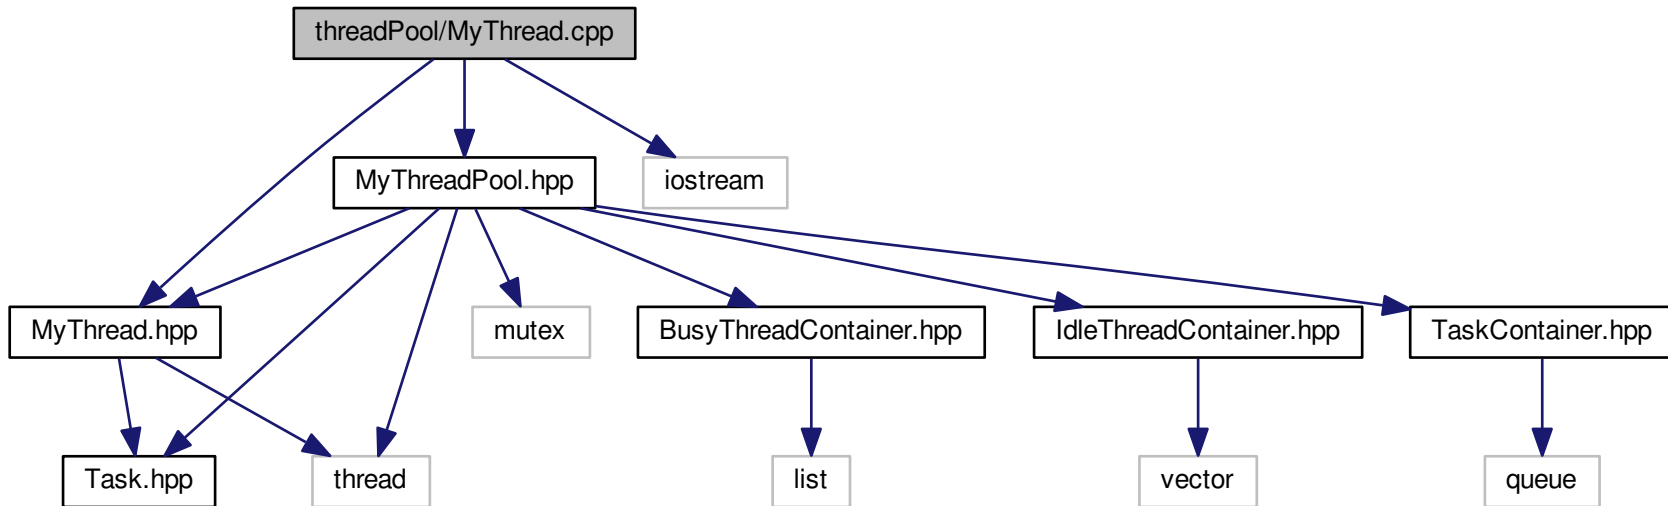 threadPool/MyThread.cpp
MyThreadPool.hpp
iostream
MyThread.hpp
mutex
BusyThreadContainer.hpp
IdleThreadContainer.hpp
TaskContainer.hpp
Task.hpp
thread
list
vector
queue